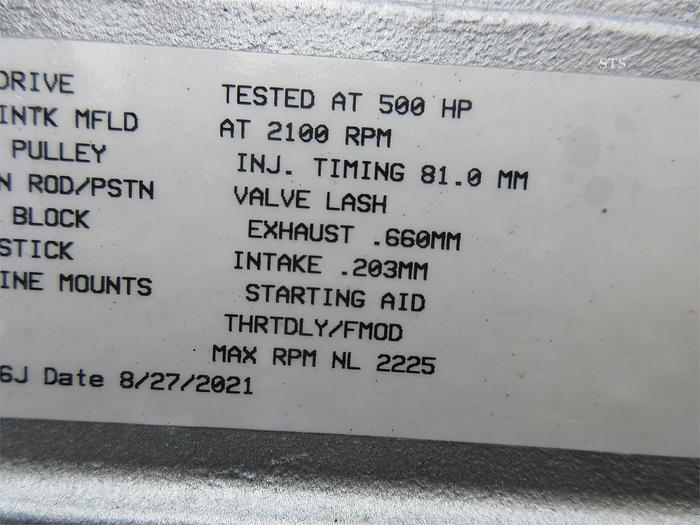 STS
DRIVE
INTK MFLD
PULLEY
N ROD/PSTN
BLOCK
STICK
INE MOUNTS
6J Date 8/27/2021
TESTED AT 500 HP
AT 2100 RPM
INJ. TIMING 81.0 MM
VALVE LASH
EXHAUST .660MM
INTAKE .203MM
STARTING AID
THRTDLY/FMOD
MAX RPM NL 2225